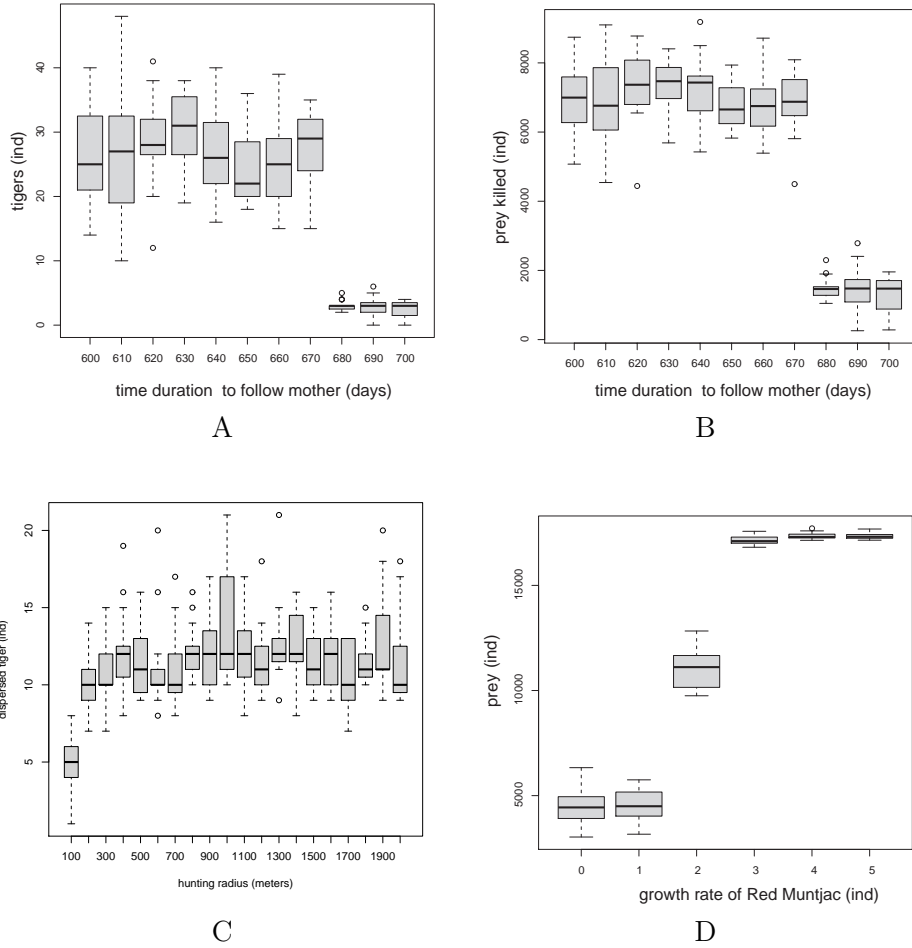 tigers (ind)
40
30
20
10
0
600 610 620 630 640 650 660 670 680 690 700
time duration to follow mother (days)
A
prey killed (ind)
8000
6000
4000
2000
0
600 610 620 630 640 650 660 670 680 690 700
time duration to follow mother (days)
B
dispersed tiger (ind)
20
15
10
5
100 300 500 700 900 1100 1300 1500 1700 1900
hunting radius (meters)
C
prey (ind)
15000
10000
5000
0 1 2 3 4 5
growth rate of Red Muntjac (ind)
D